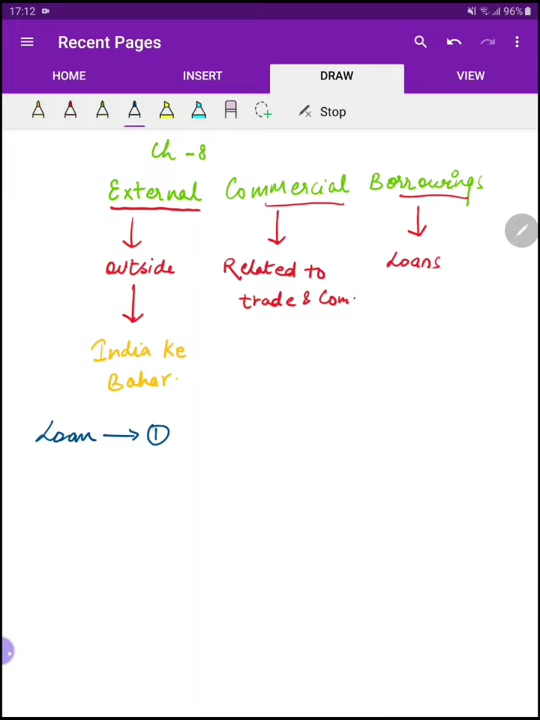 17:12 96%
Recent Pages
HOME INSERT DRAW VIEW
Stop
Ch - 8
External Commercial Borrowings
outside Related to Loans
trade & Com.
India Ke
Bahar.
Loan → ①